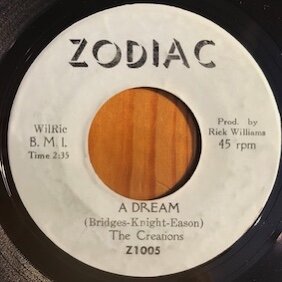 ZODIAC
WilRic
B. M. I.
Time 2:35
Prod. by
Rick Williams
45 rpm
A DREAM
(Bridges-Knight-Eason)
The Creations
Z1005